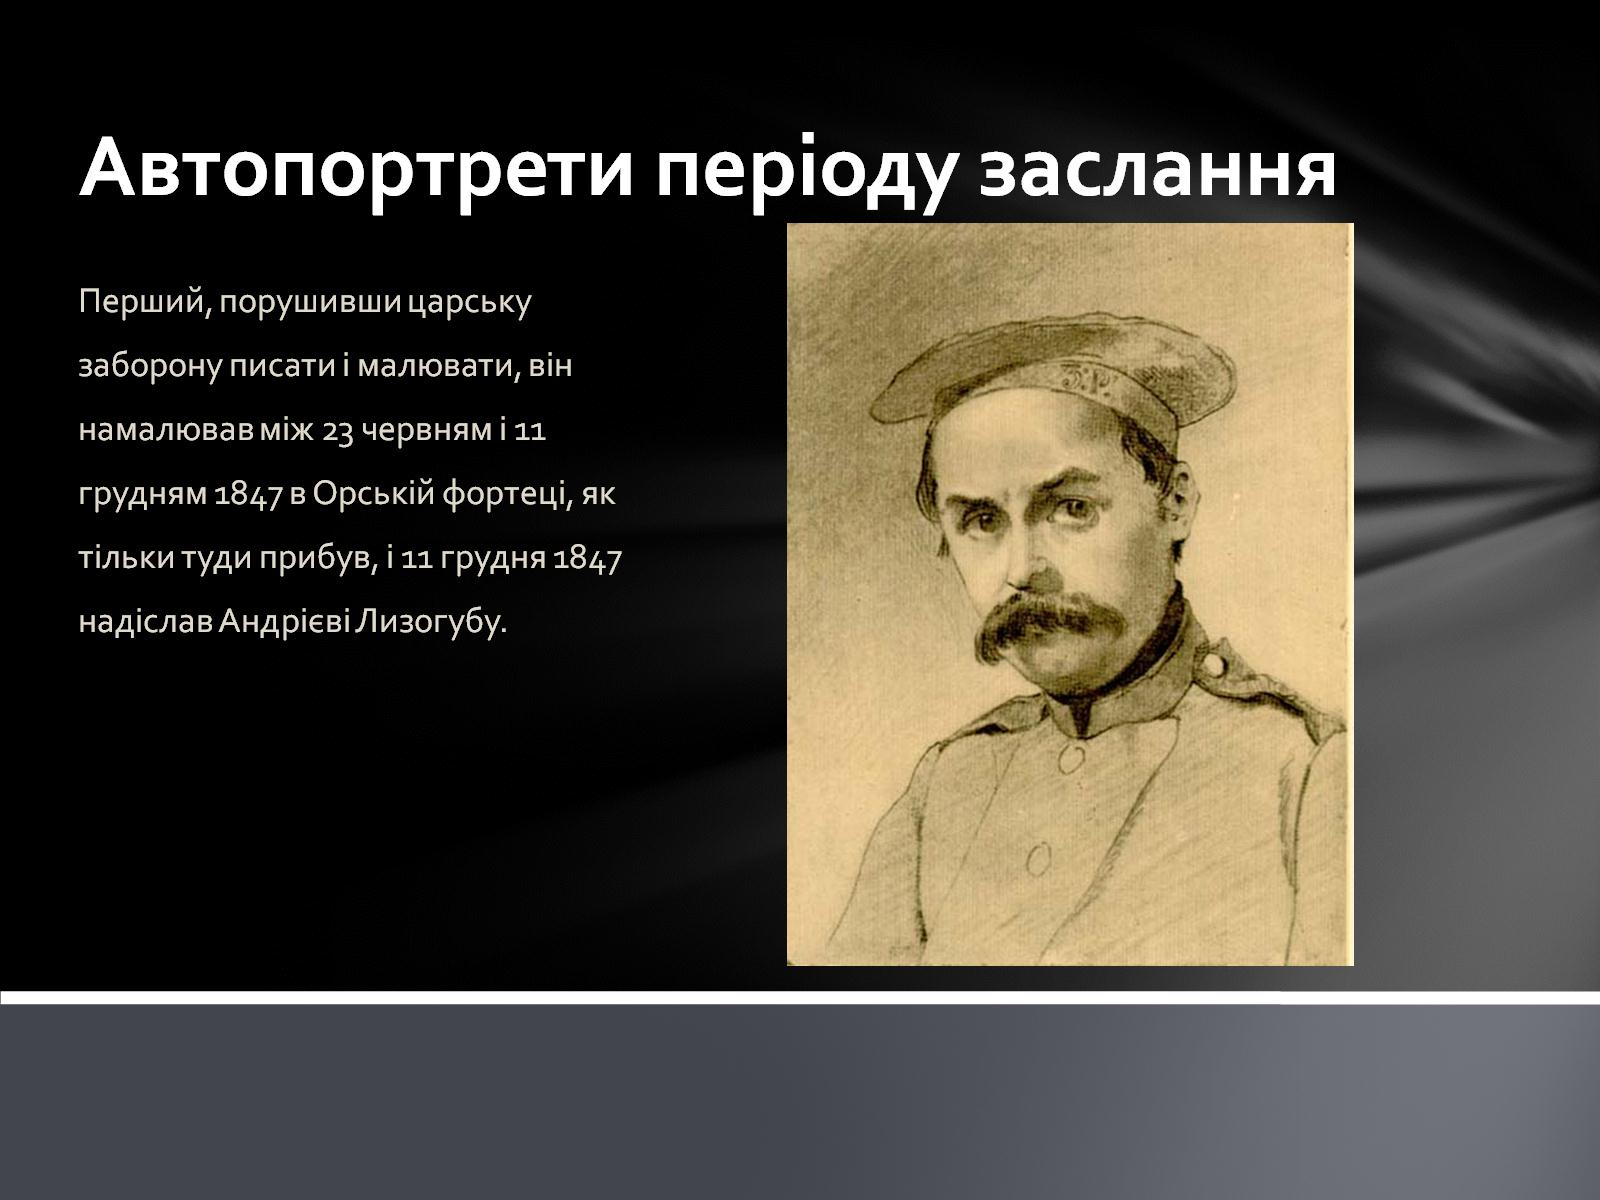 Автопортрети періоду заслання
Перший, порушивши царську
заборону писати і малювати, він
намалював між 23 червням і 11
грудням 1847 в Орській фортеці, як
тільки туди прибув, і 11 грудня 1847
надіслав Андрієві Лизогубу.